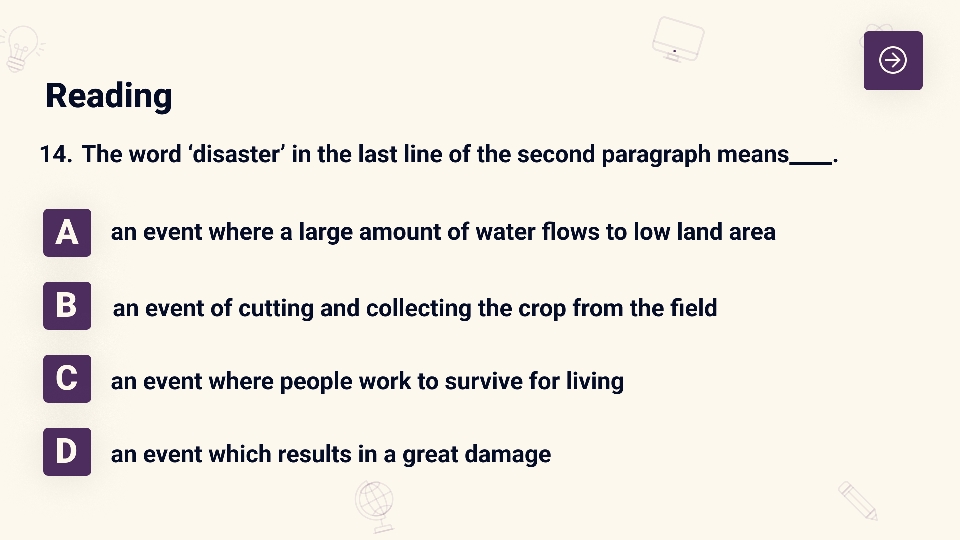 Reading
14. The word ‘disaster’ in the last line of the second paragraph means____.
A an event where a large amount of water flows to low land area
B an event of cutting and collecting the crop from the field
C an event where people work to survive for living
D an event which results in a great damage